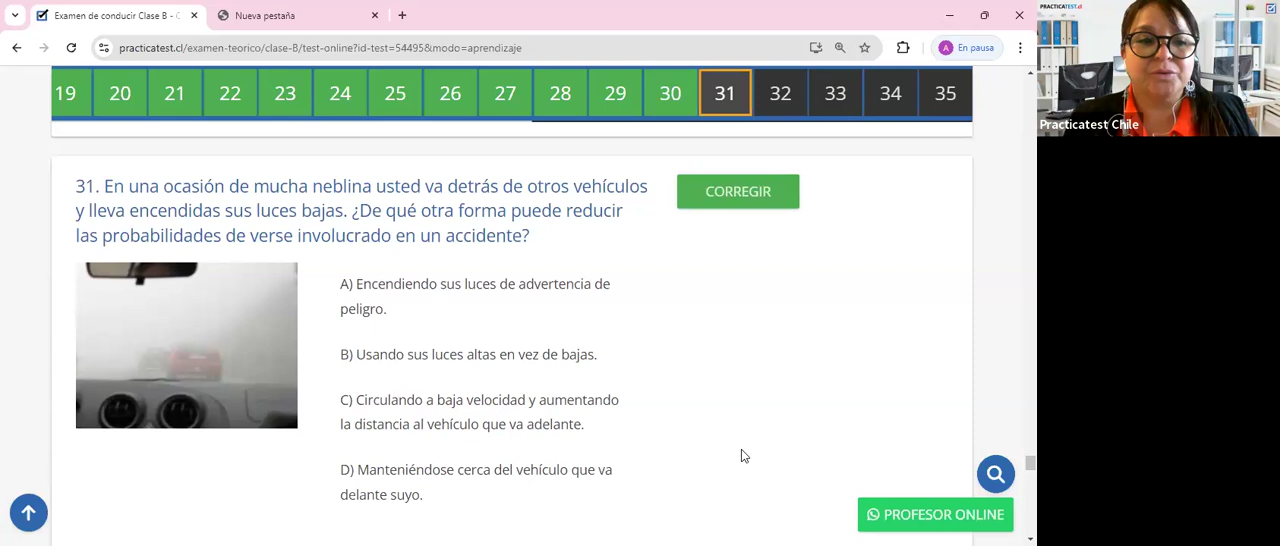 Examen de conducir Clase B - C
Nueva pestaña
practicatest.cl/examen-teorico/clase-B/test-online?id-test=54495&modo=aprendizaje
A En pausa
PRACTICATEST.cl
Practicatest Chile
19 20 21 22 23 24 25 26 27 28 29 30 31 32 33 34 35
31. En una ocasión de mucha neblina usted va detrás de otros vehículos
y lleva encendidas sus luces bajas. ¿De qué otra forma puede reducir
las probabilidades de verse involucrado en un accidente?
CORREGIR
A) Encendiendo sus luces de advertencia de
peligro.
B) Usando sus luces altas en vez de bajas.
C) Circulando a baja velocidad y aumentando
la distancia al vehículo que va adelante.
D) Manteniéndose cerca del vehículo que va
delante suyo.
PROFESOR ONLINE